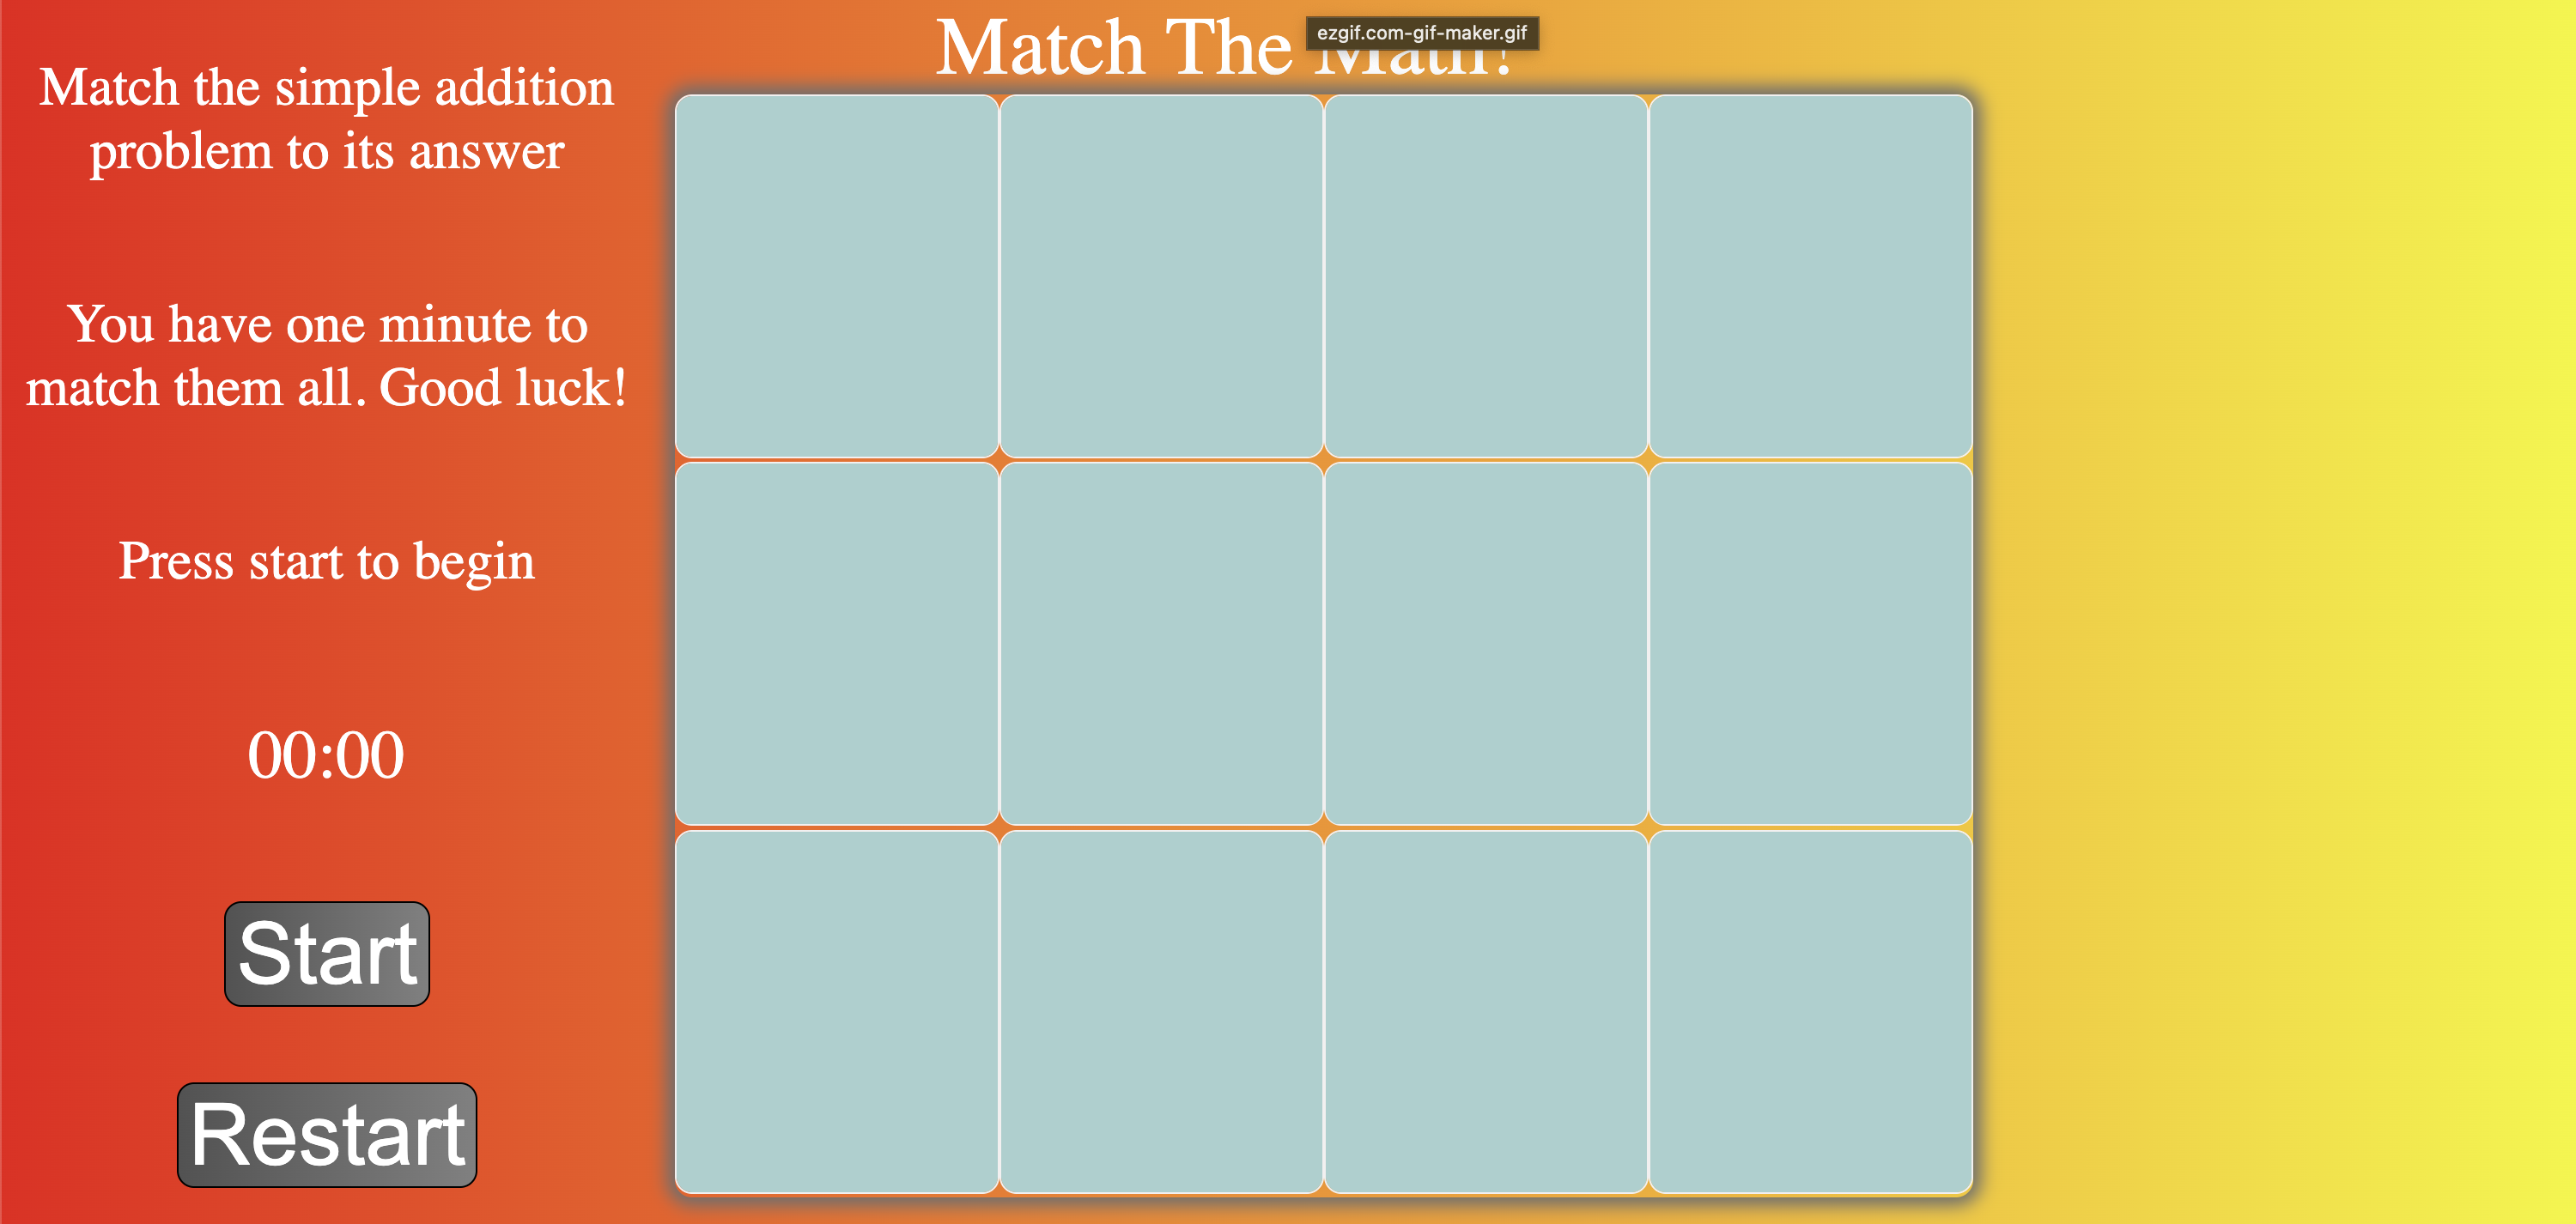 Match The Math!
ezgif.com-gif-maker.gif
Match the simple addition
problem to its answer
You have one minute to
match them all. Good luck!
Press start to begin
00:00
Start
Restart